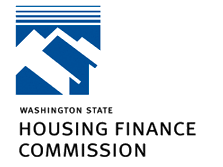 WASHINGTON STATE
HOUSING FINANCE
COMMISSION